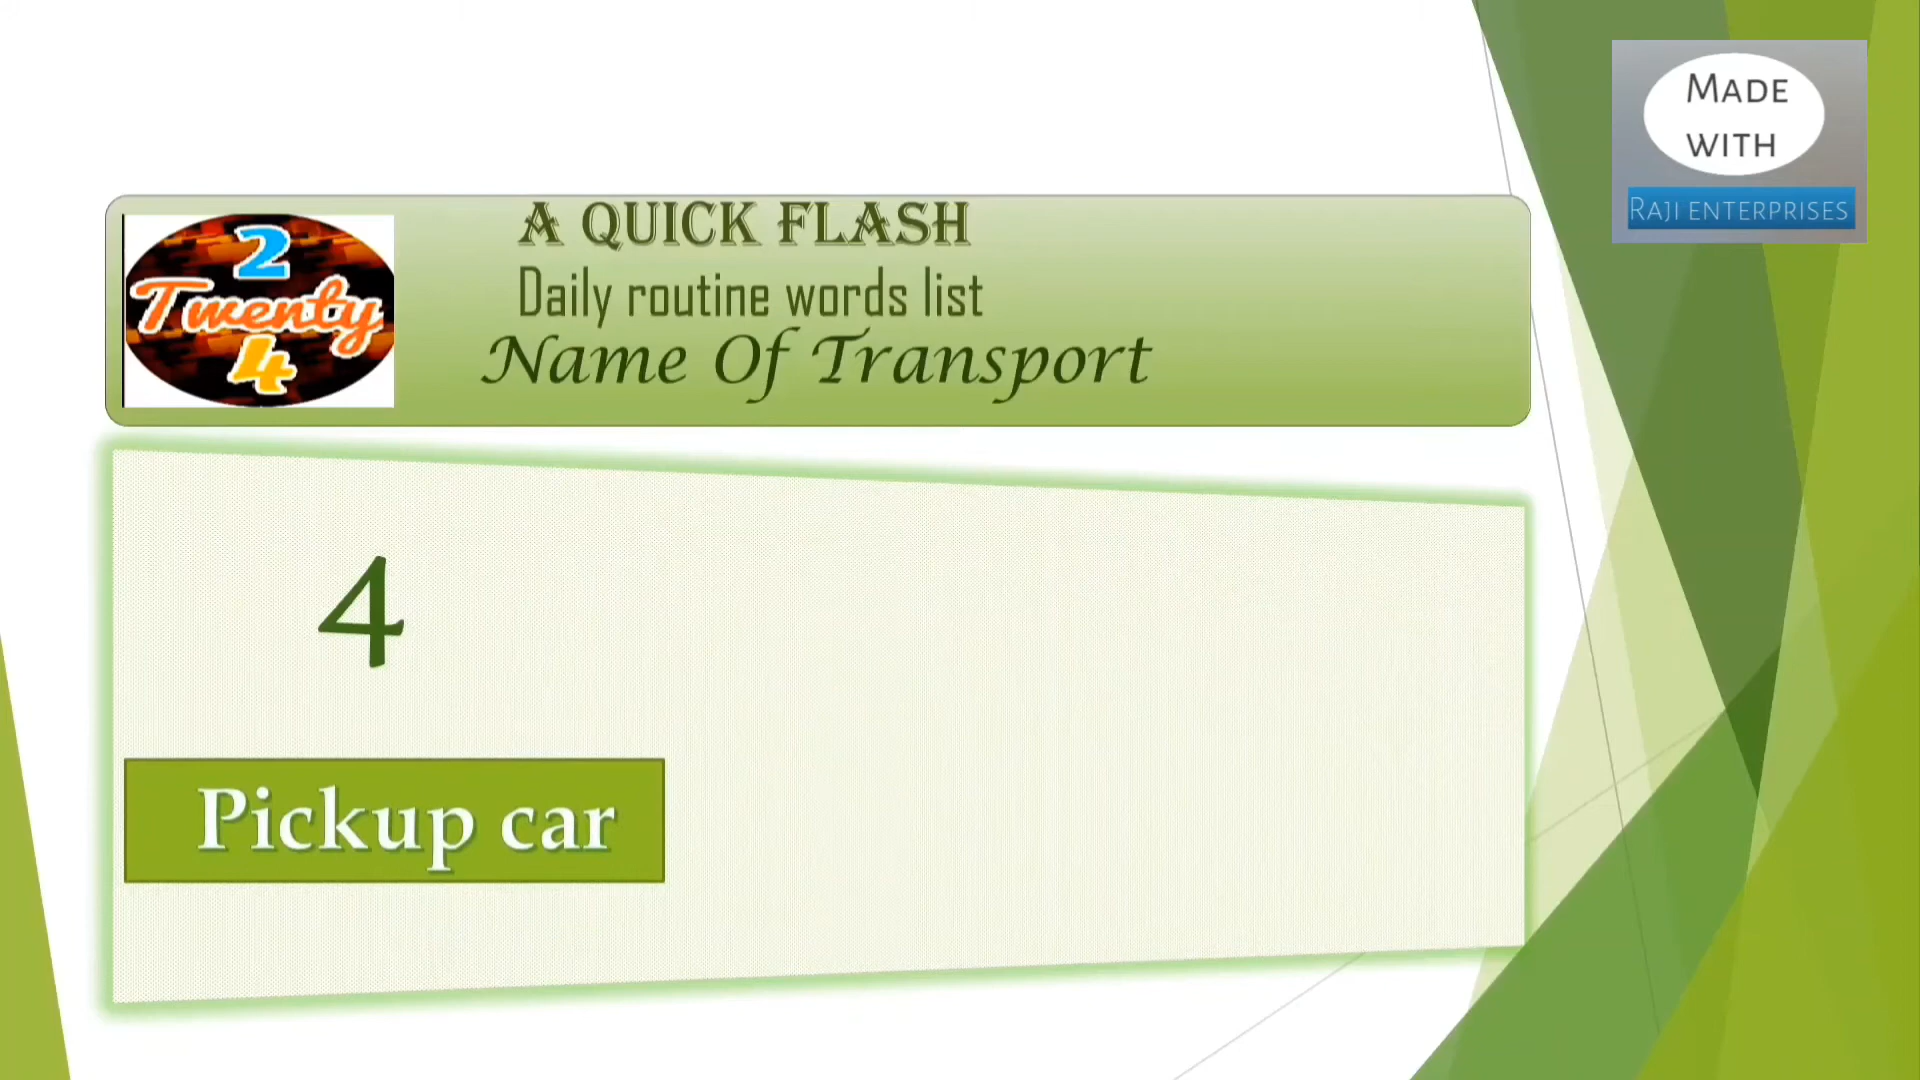 Made
with
Raji enterprises
A Quick Flash
Daily routine words list
Name Of Transport
2
Twenty
4
4
Pickup car